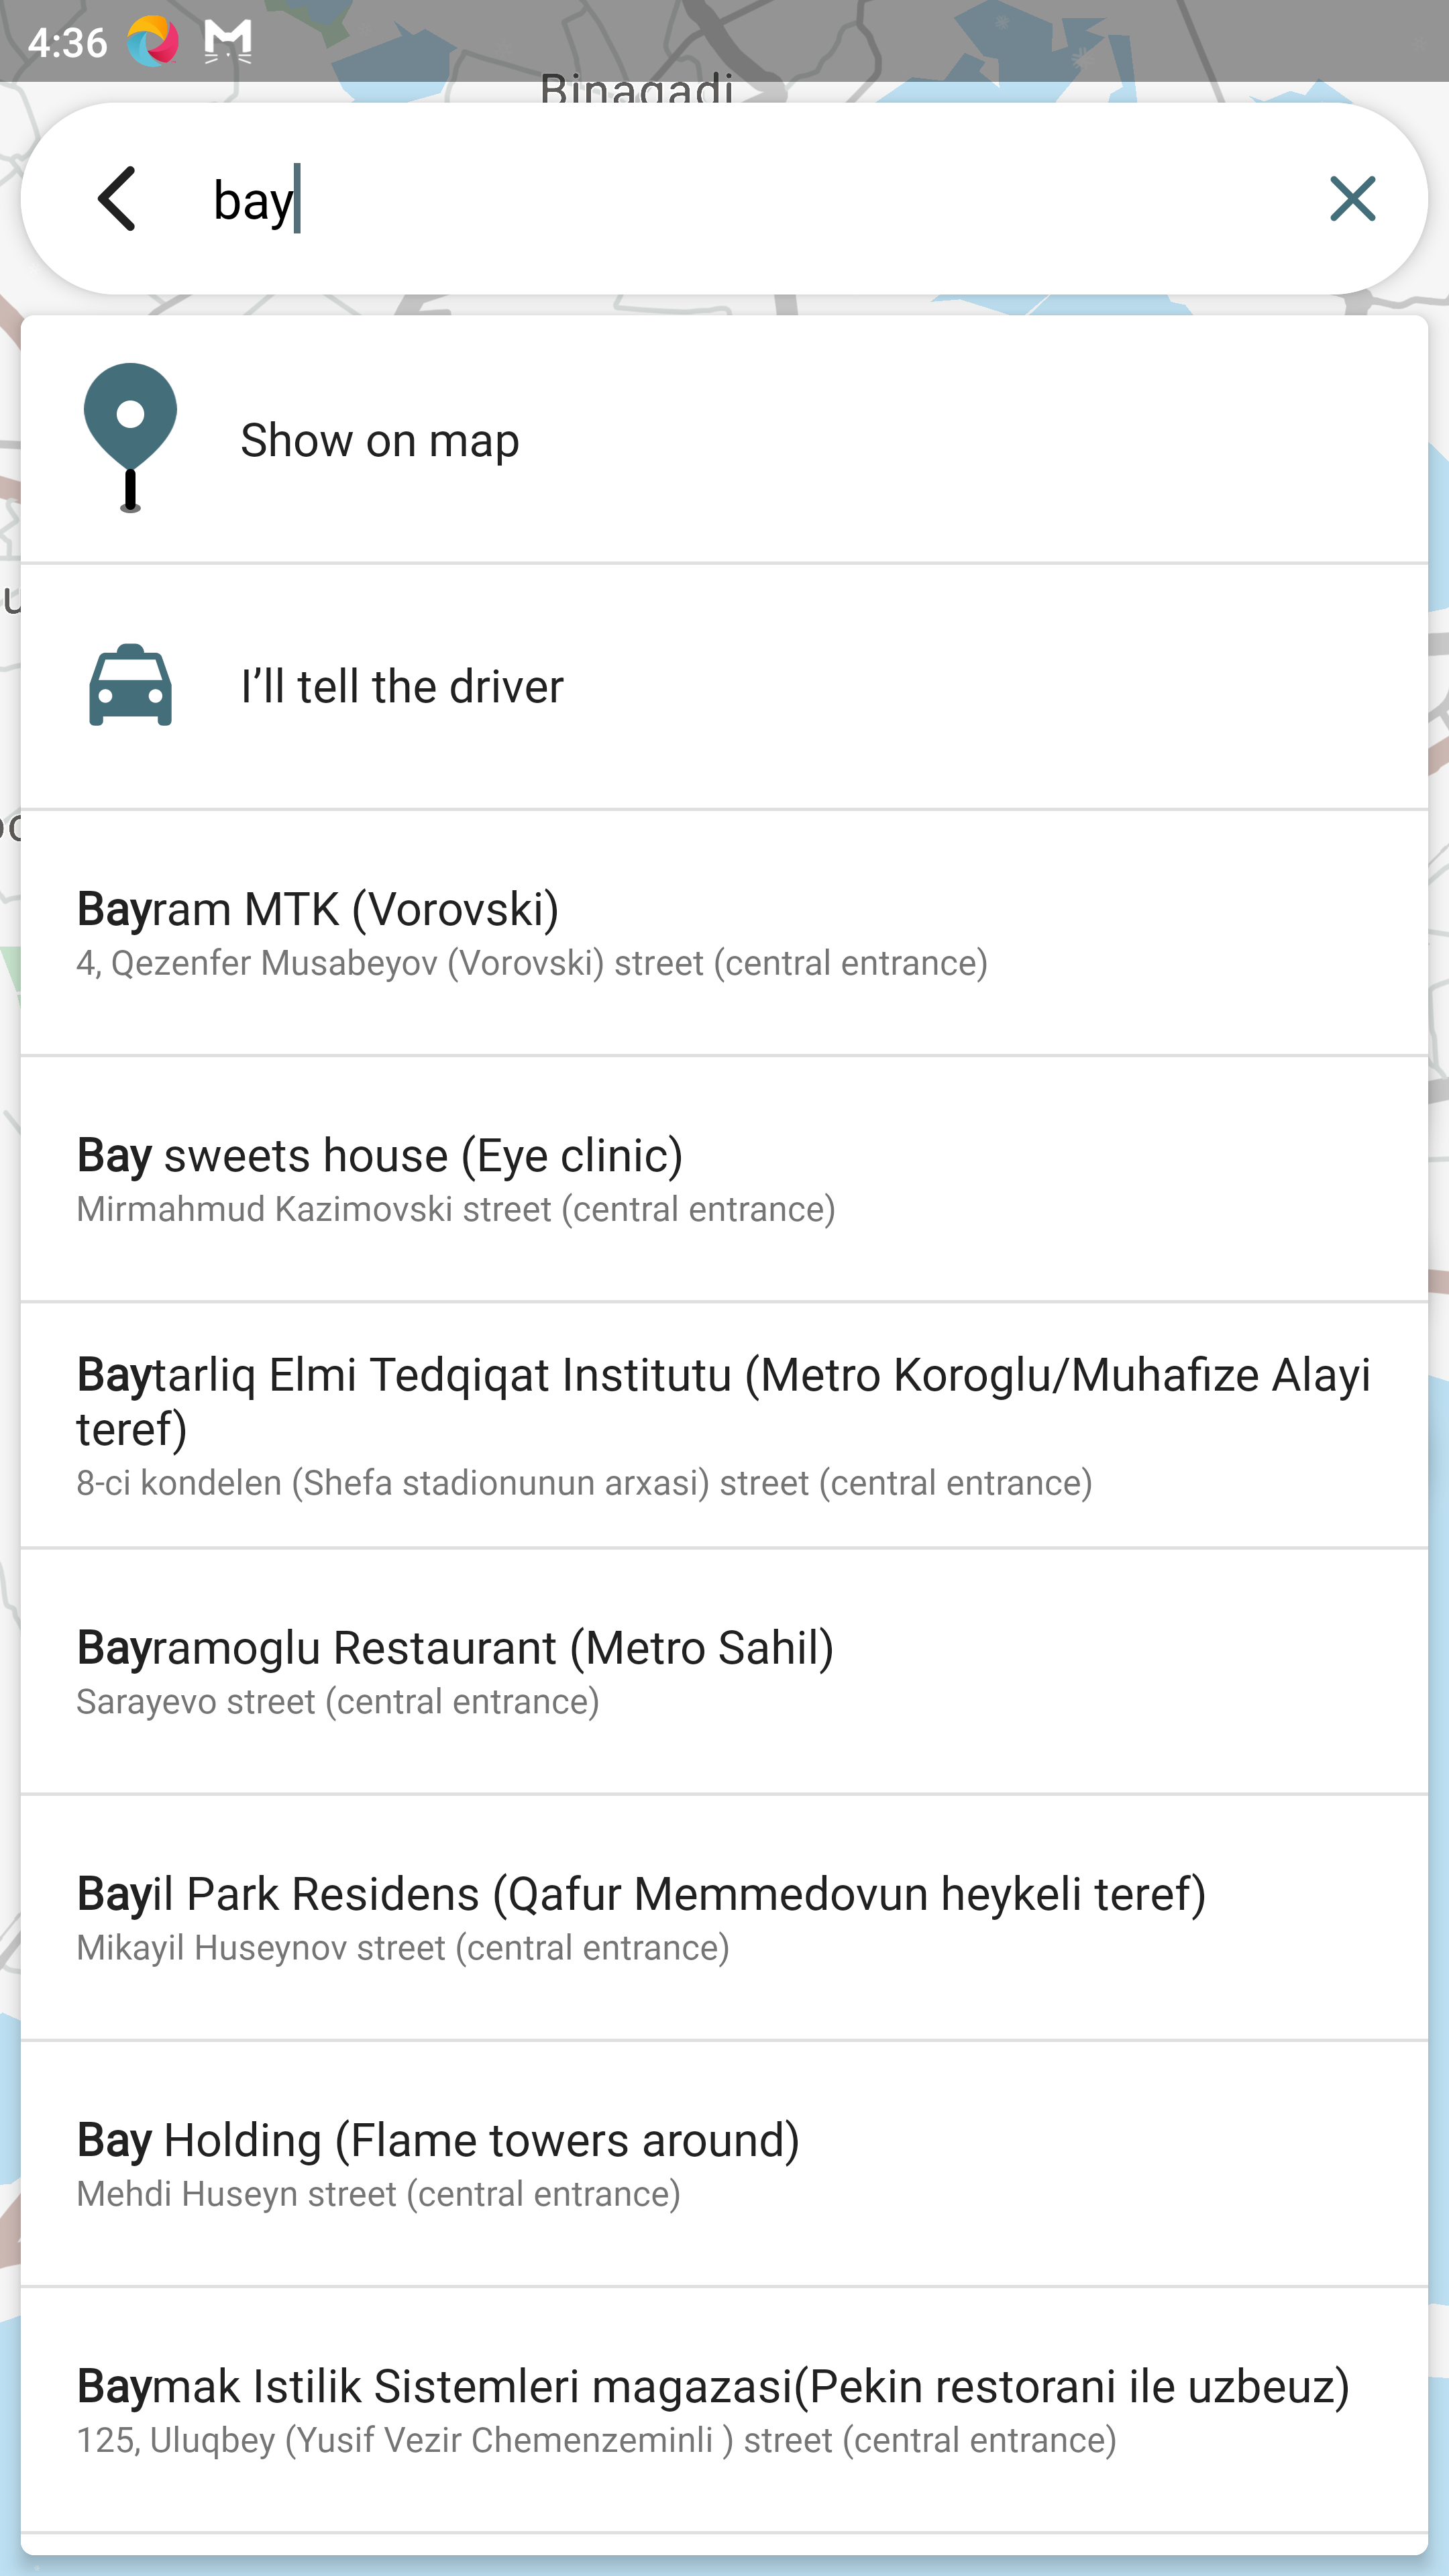 4:36
Binagadi
bay
Show on map
I’ll tell the driver
Bayram MTK (Vorovski)
4, Qezenfer Musabeyov (Vorovski) street (central entrance)
Bay sweets house (Eye clinic)
Mirmahmud Kazimovski street (central entrance)
Baytarliq Elmi Tedqiqat Institutu (Metro Koroglu/Muhafize Alayi
teref)
8-ci kondelen (Shefa stadionunun arxasi) street (central entrance)
Bayramoglu Restaurant (Metro Sahil)
Sarayevo street (central entrance)
Bayil Park Residens (Qafur Memmedovun heykeli teref)
Mikayil Huseynov street (central entrance)
Bay Holding (Flame towers around)
Mehdi Huseyn street (central entrance)
Baymak Istilik Sistemleri magazasi(Pekin restorani ile uzbeuz)
125, Uluqbey (Yusif Vezir Chemenzeminli ) street (central entrance)